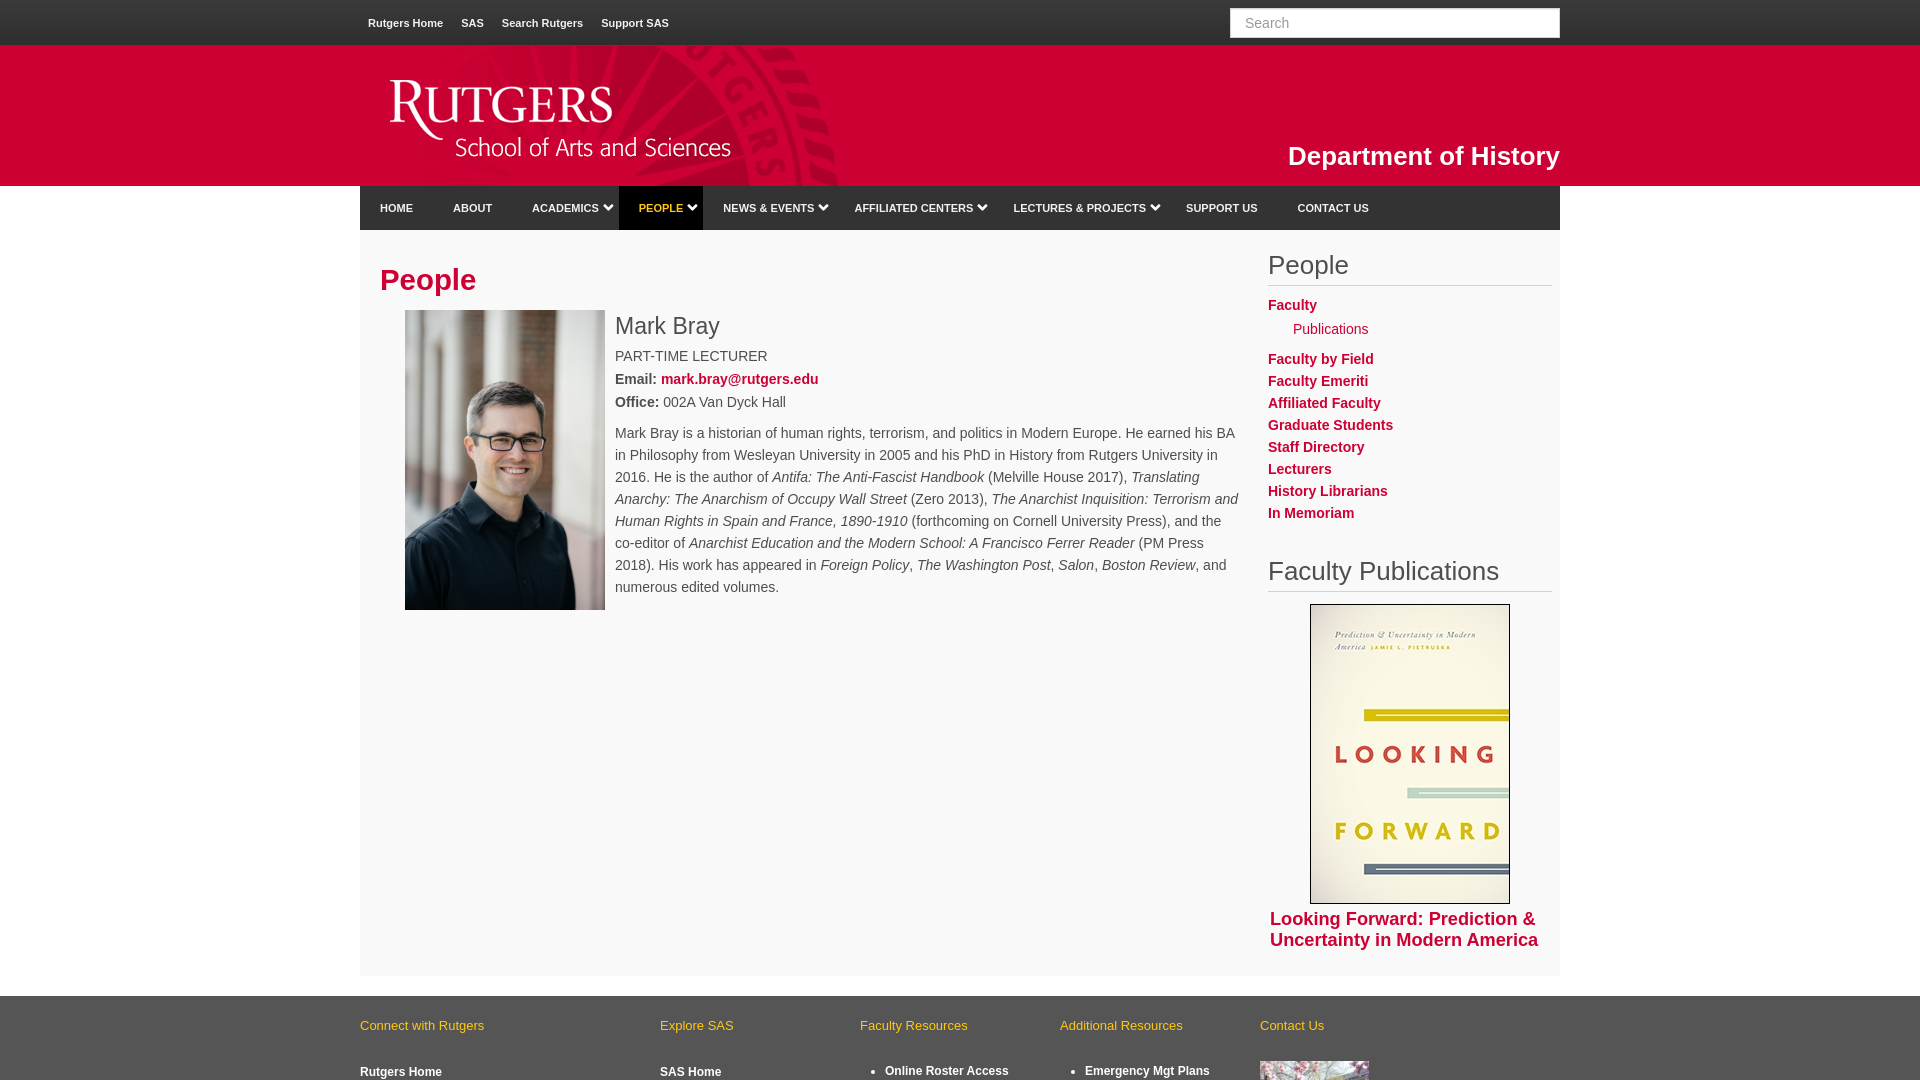 Rutgers Home SAS Search Rutgers Support SAS
Search
RUTGERS
School of Arts and Sciences
RUTGERS
Department of History
HOME ABOUT ACADEMICS PEOPLE NEWS & EVENTS AFFILIATED CENTERS LECTURES & PROJECTS SUPPORT US CONTACT US
People
Mark Bray
PART-TIME LECTURER
Email: mark.bray@rutgers.edu
Office: 002A Van Dyck Hall
Mark Bray is a historian of human rights, terrorism, and politics in Modern Europe. He earned his BA
in Philosophy from Wesleyan University in 2005 and his PhD in History from Rutgers University in
2016. He is the author of Antifa: The Anti-Fascist Handbook (Melville House 2017), Translating
Anarchy: The Anarchism of Occupy Wall Street (Zero 2013), The Anarchist Inquisition: Terrorism and
Human Rights in Spain and France, 1890-1910 (forthcoming on Cornell University Press), and the
co-editor of Anarchist Education and the Modern School: A Francisco Ferrer Reader (PM Press
2018). His work has appeared in Foreign Policy, The Washington Post, Salon, Boston Review, and
numerous edited volumes.
People
Faculty
Publications
Faculty by Field
Faculty Emeriti
Affiliated Faculty
Graduate Students
Staff Directory
Lecturers
History Librarians
In Memoriam
Faculty Publications
Prediction & Uncertainty in Modern
America JAMIE L. PIETRUSKA
LOOKING
FORWARD
Looking Forward: Prediction &
Uncertainty in Modern America
Connect with Rutgers
Rutgers Home
Explore SAS
SAS Home
Faculty Resources
• Online Roster Access
Additional Resources
• Emergency Mgt Plans
Contact Us